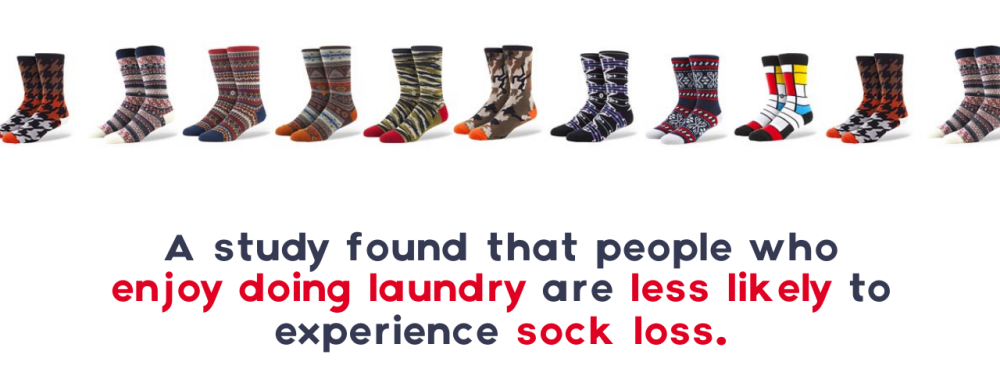 A study found that people who
enjoy doing laundry are less likely to
experience sock loss.